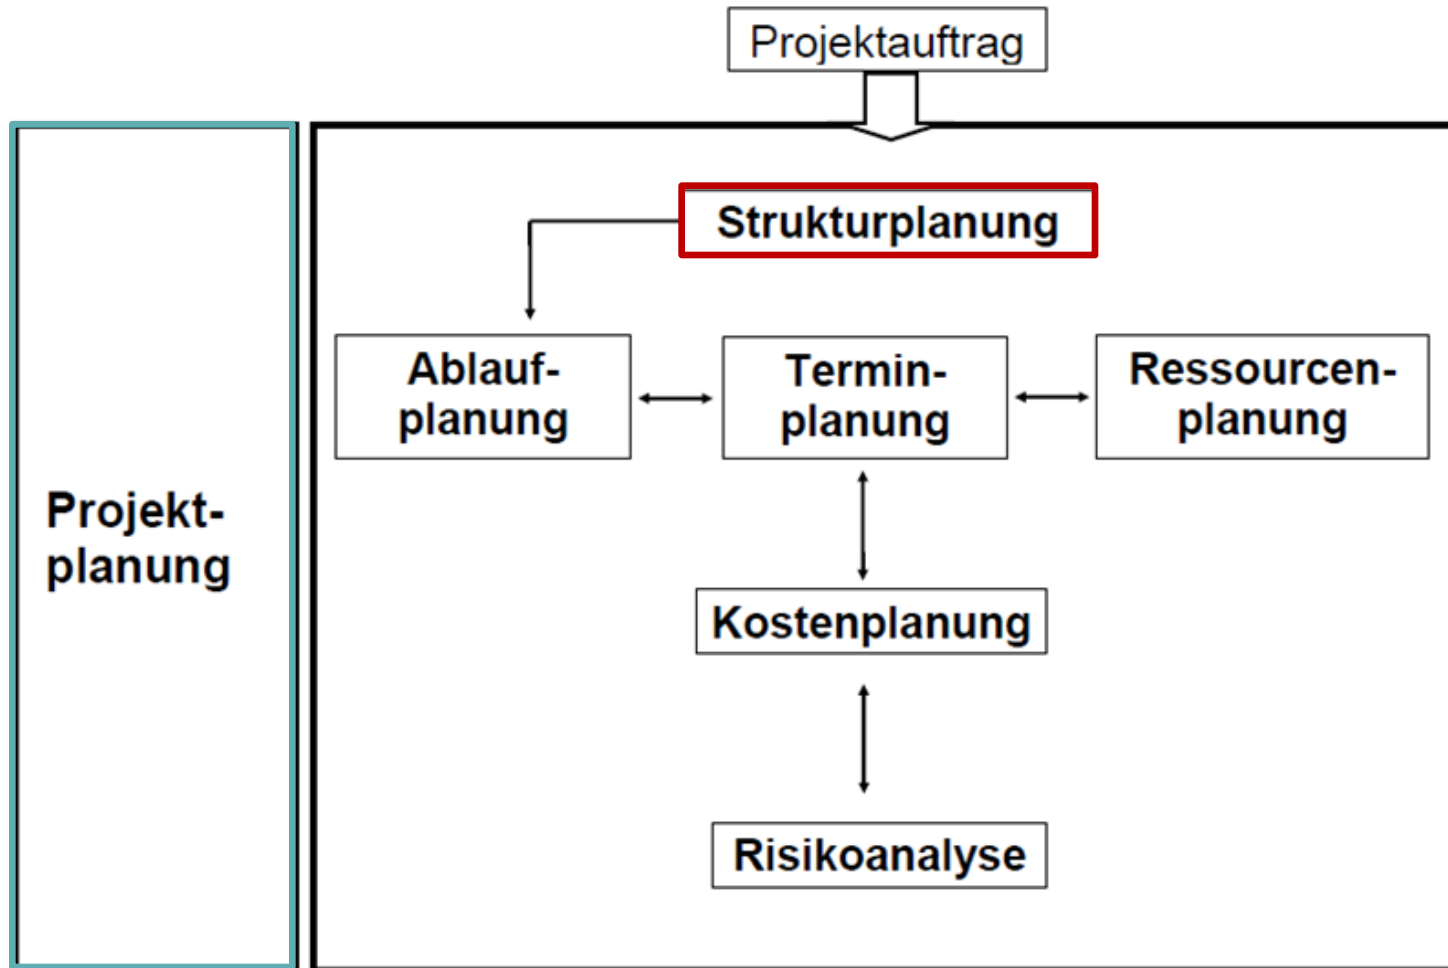 Projektauftrag
Strukturplanung
Ablauf-
planung
Termin-
planung
Ressourcen-
planung
Projekt-
planung
Kostenplanung
Risikoanalyse